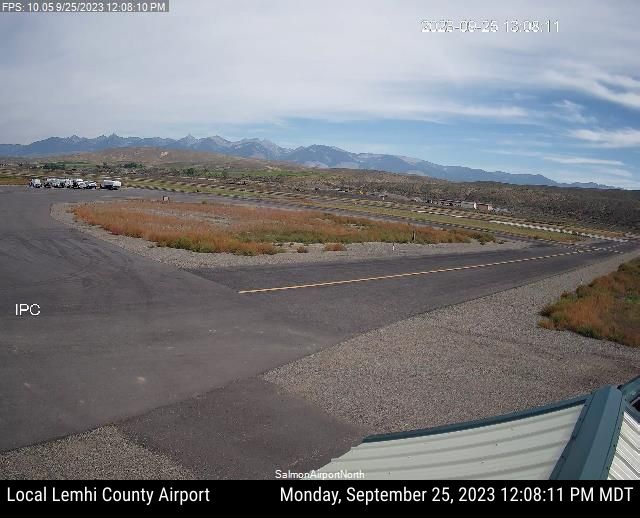 FPS: 10.05 9/25/2023 12:08:10 PM
2023-09-25 13:08:11
IPC
SalmonAirportNorth
Local Lemhi County Airport
Monday, September 25, 2023 12:08:11 PM MDT